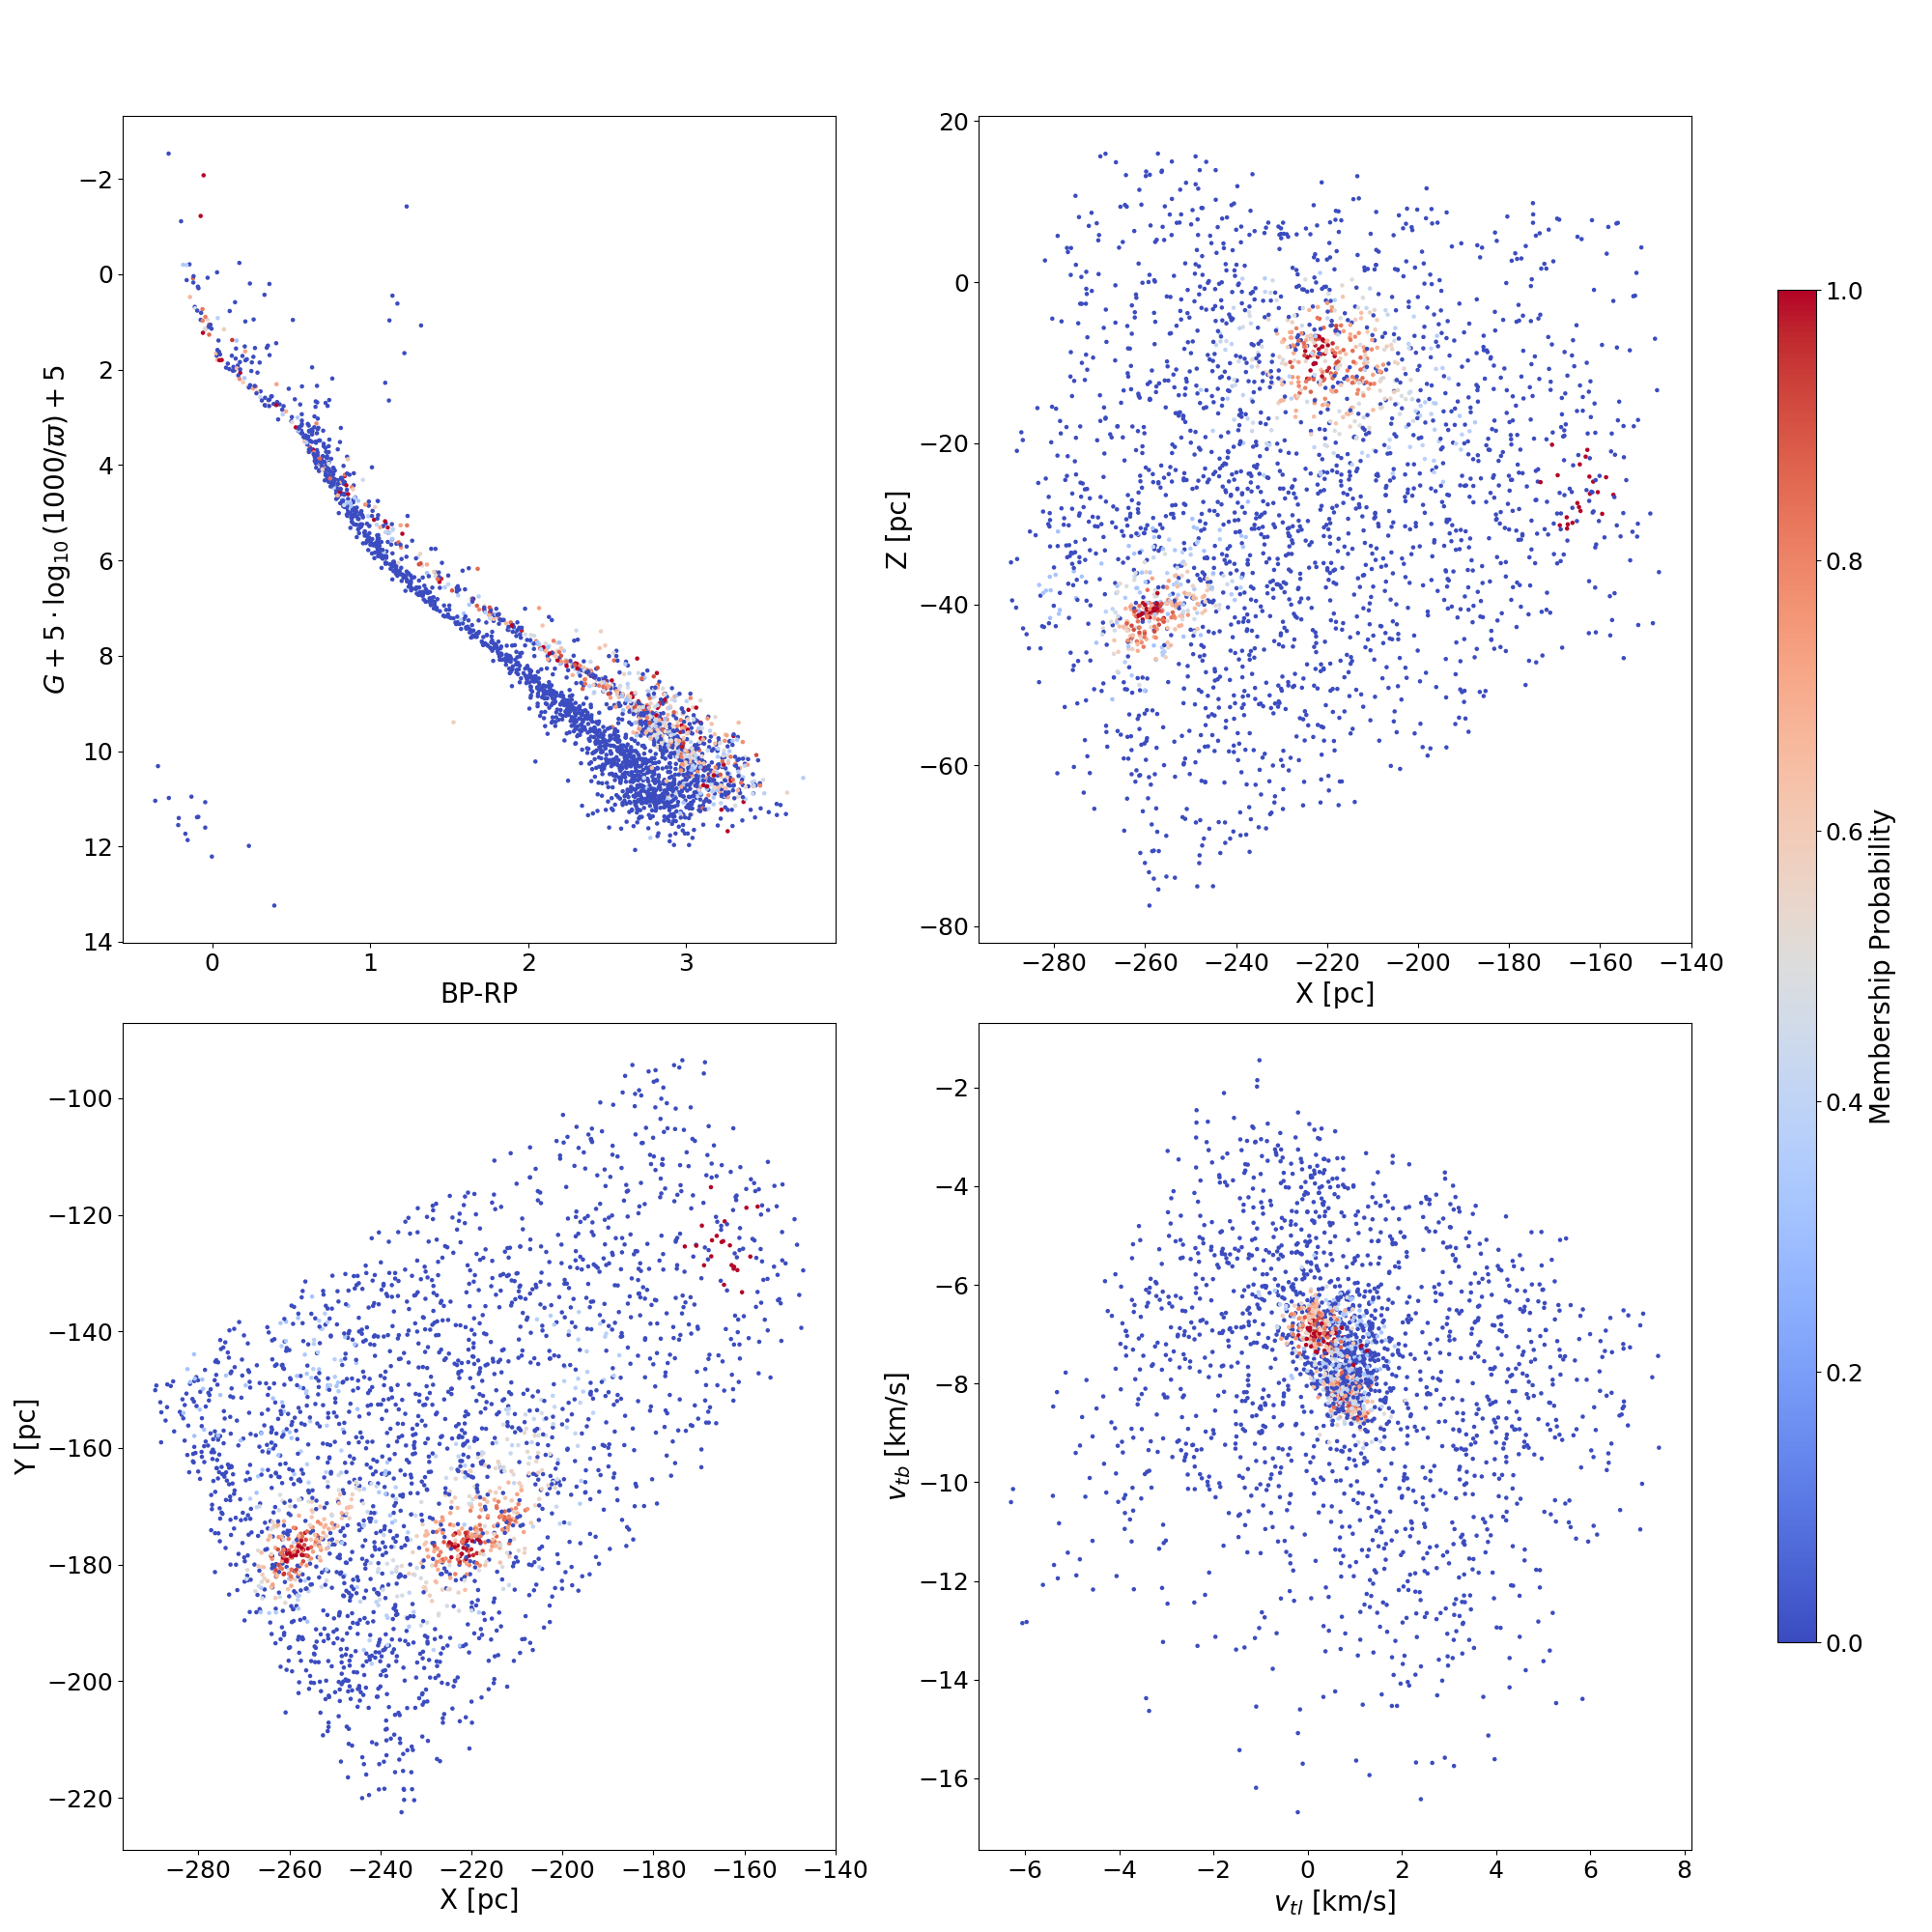 −2
0
2
4
6
8
10
12
14
G + 5 · log₁₀ (1000/ϖ) + 5
0 1 2 3
BP-RP
20
0
−20
−40
−60
−80
Z [pc]
−280 −260 −240 −220 −200 −180 −160 −140
X [pc]
−100
−120
−140
−160
−180
−200
−220
Y [pc]
−280 −260 −240 −220 −200 −180 −160 −140
X [pc]
−2
−4
−6
−8
−10
−12
−14
−16
v_tb [km/s]
−6 −4 −2 0 2 4 6 8
v_tl [km/s]
1.0
0.8
0.6
0.4
0.2
0.0
Membership Probability